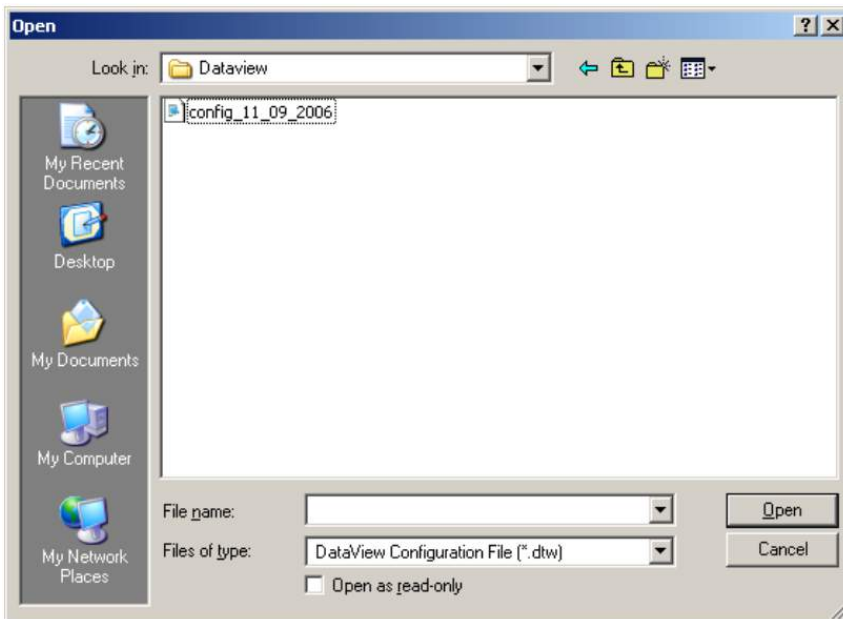 Open
Look in:
Dataview
config_11_09_2006
My Recent
Documents
Desktop
My Documents
My Computer
My Network
Places
File name:
Open
Files of type:
DataView Configuration File (*.dtw)
Cancel
Open as read-only